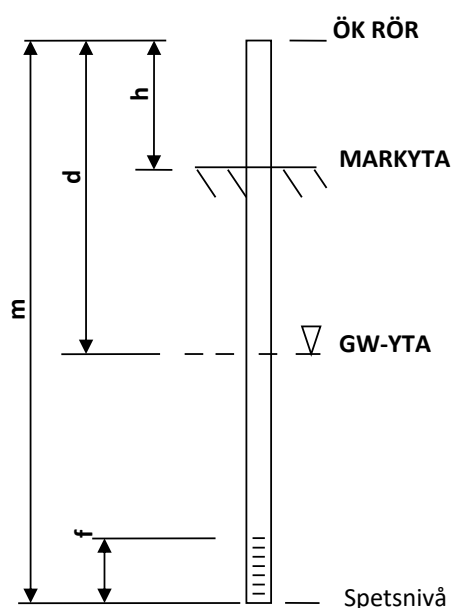 ÖK RÖR
h
MARKYTA
d
m
GW-YTA
f
Spetsnivå